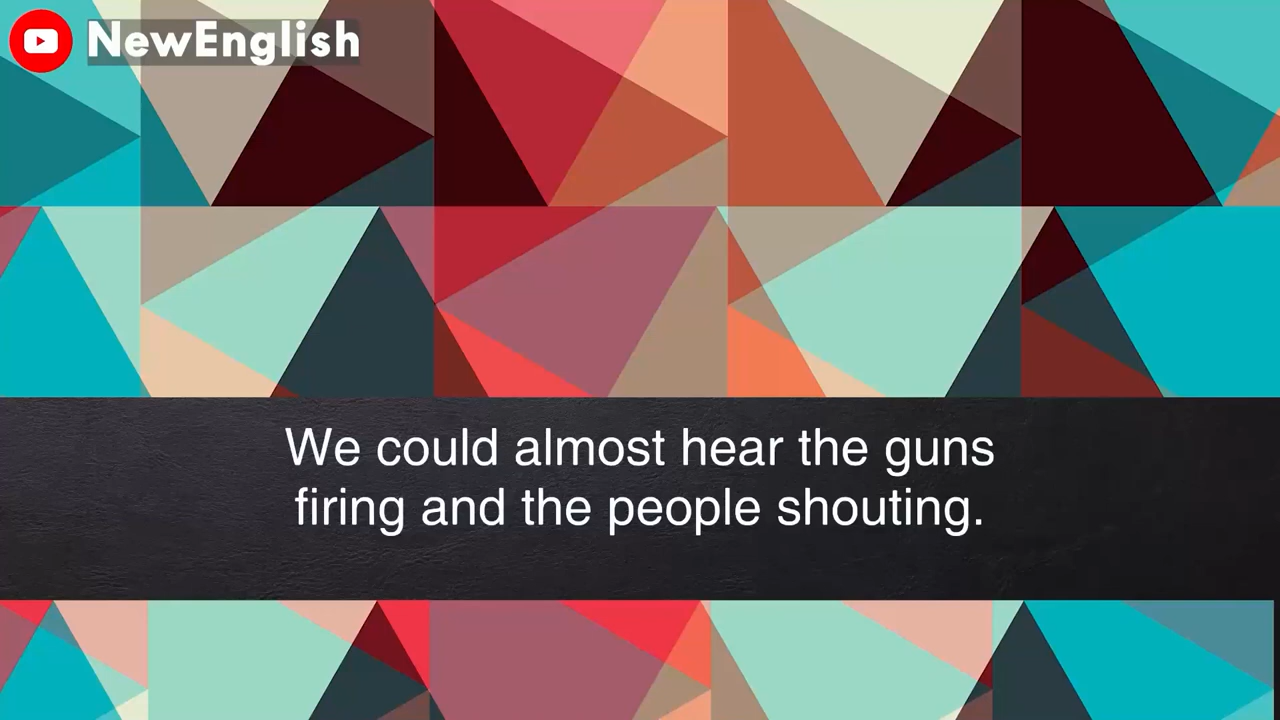 NewEnglish
We could almost hear the guns
firing and the people shouting.